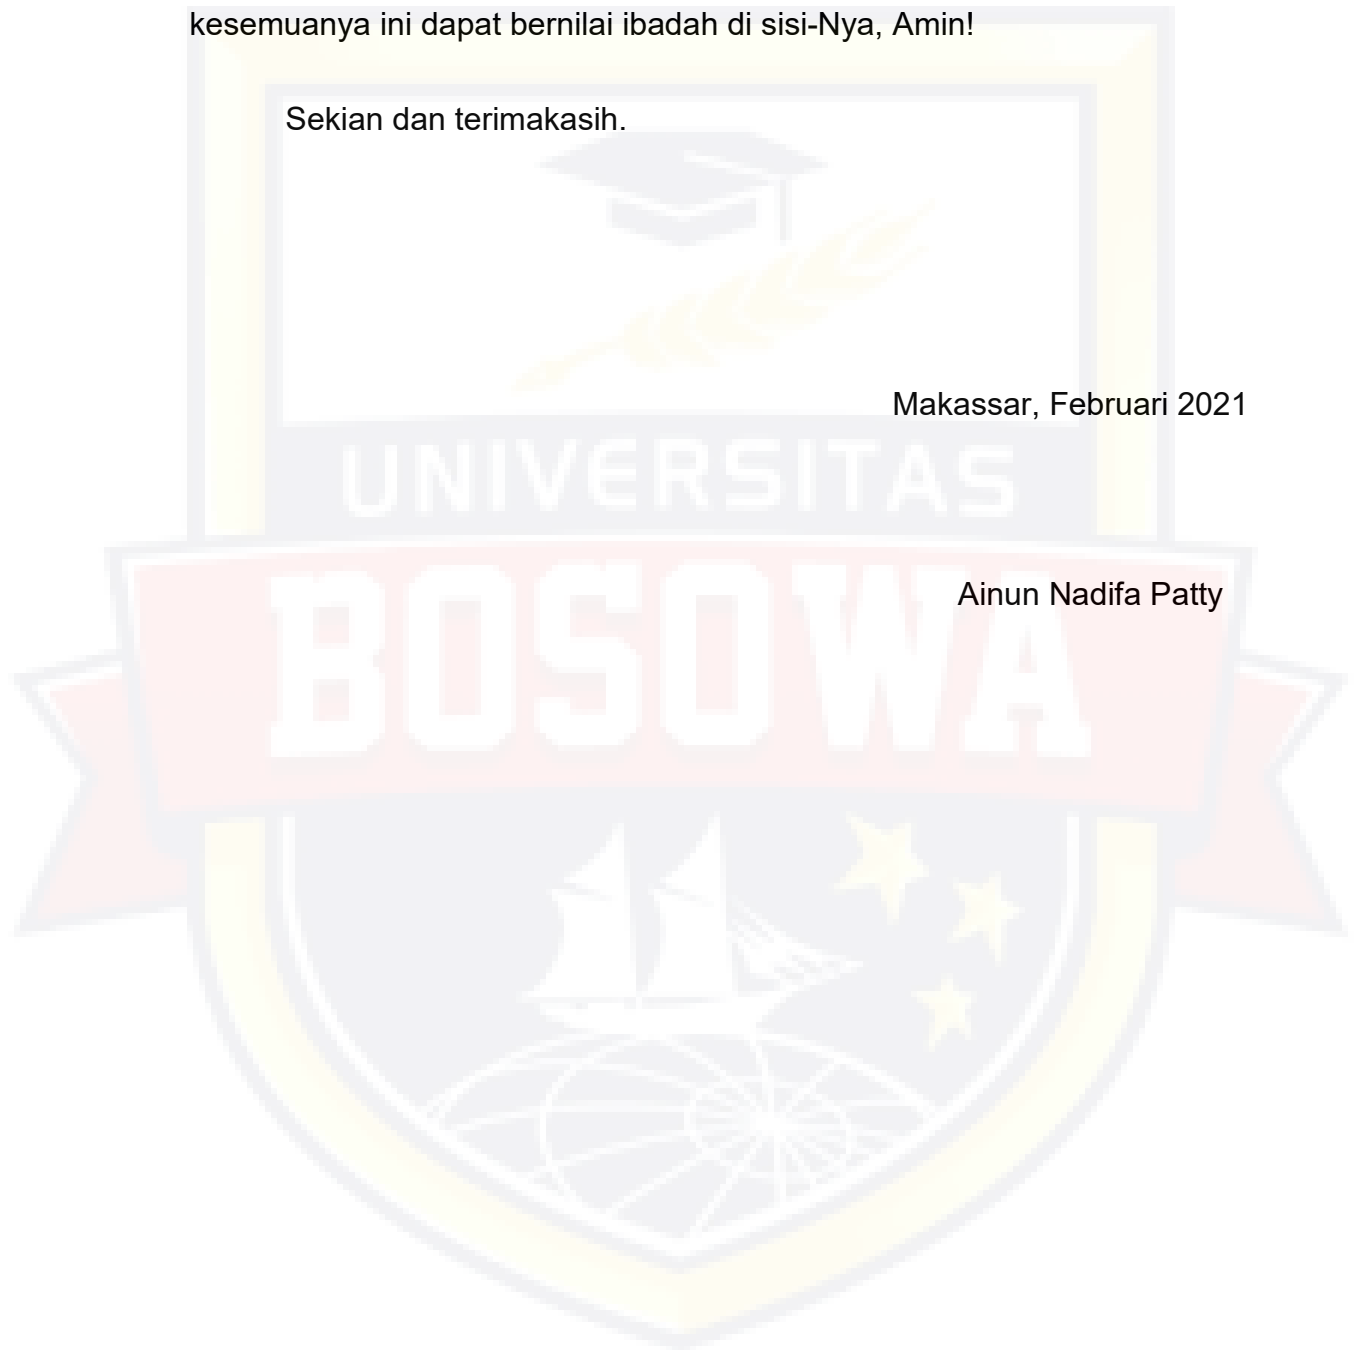 kesemuanya ini dapat bernilai ibadah di sisi-Nya, Amin!
Sekian dan terimakasih.
Makassar, Februari 2021
UNIVERSITAS
Ainun Nadifa Patty
BOSOWA